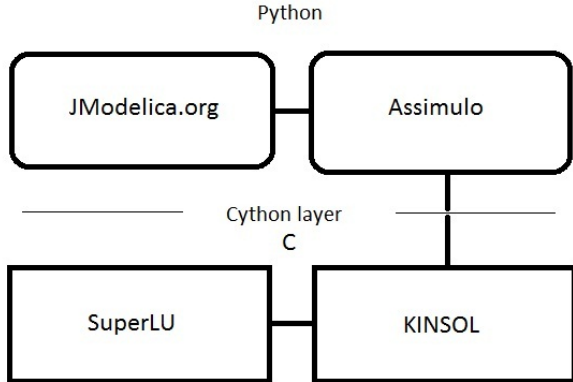 Python
JModelica.org
Assimulo
Cython layer
C
SuperLU
KINSOL